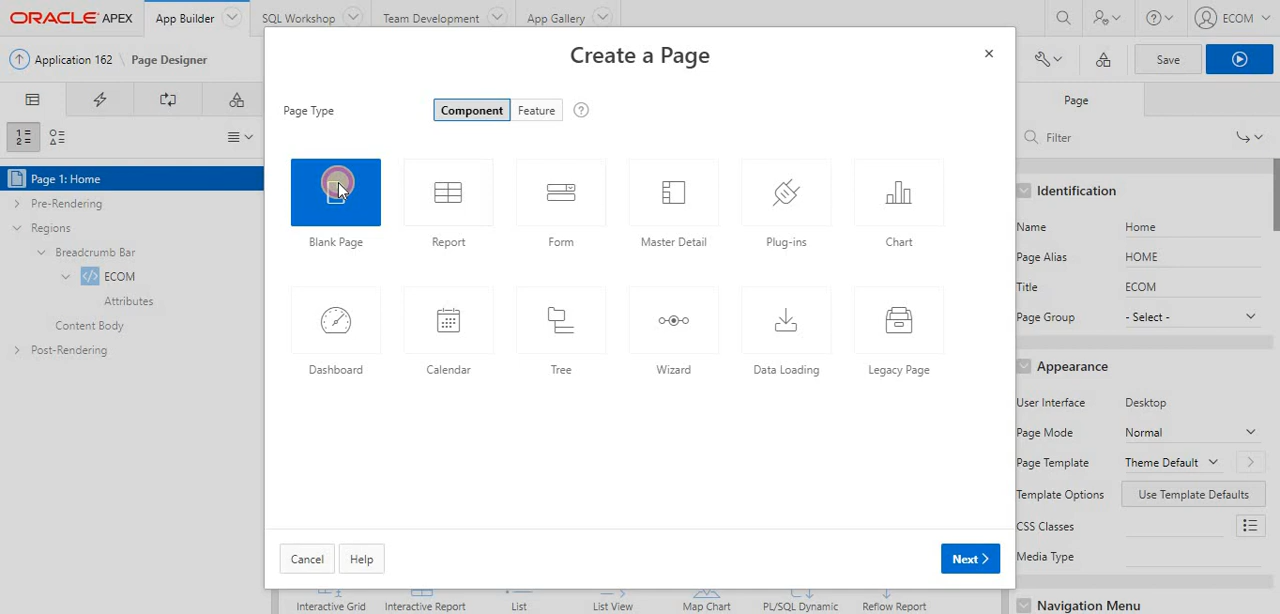 ORACLE APEX App Builder SQL Workshop Team Development App Gallery ECOM
Application 162 \ Page Designer Save
Create a Page
Page Type Component Feature ?
Blank Page Report Form Master Detail Plug-ins Chart
Dashboard Calendar Tree Wizard Data Loading Legacy Page
Cancel Help Next
Page 1: Home
Pre-Rendering
Regions
Breadcrumb Bar
ECOM
Attributes
Content Body
Post-Rendering
Page
Filter
Identification
Name Home
Page Alias HOME
Title ECOM
Page Group - Select -
Appearance
User Interface Desktop
Page Mode Normal
Page Template Theme Default
Template Options Use Template Defaults
CSS Classes
Media Type
Navigation Menu
Interactive Grid Interactive Report List List View Map Chart PL/SQL Dynamic Reflow Report